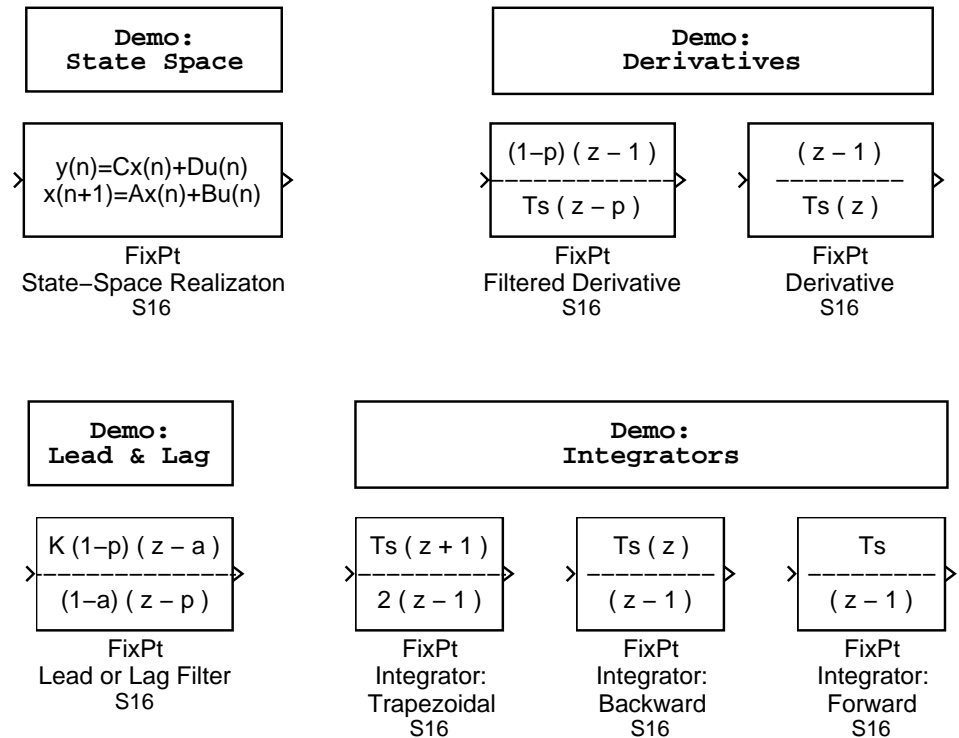 Demo:
State Space
Demo:
Derivatives
y(n)=Cx(n)+Du(n)
x(n+1)=Ax(n)+Bu(n)
FixPt
State−Space Realizaton
S16
(1−p) ( z − 1 )
−−−−−−−−−−−−−−−−−
Ts ( z − p )
FixPt
Filtered Derivative
S16
( z − 1 )
−−−−−−−−−
Ts ( z )
FixPt
Derivative
S16
Demo:
Lead & Lag
Demo:
Integrators
K (1−p) ( z − a )
−−−−−−−−−−−−−−−−−
(1−a) ( z − p )
FixPt
Lead or Lag Filter
S16
Ts ( z + 1 )
−−−−−−−−−−−−−
2 ( z − 1 )
FixPt
Integrator:
Trapezoidal
S16
Ts ( z )
−−−−−−−−−
( z − 1 )
FixPt
Integrator:
Backward
S16
Ts
−−−−−−−−−
( z − 1 )
FixPt
Integrator:
Forward
S16